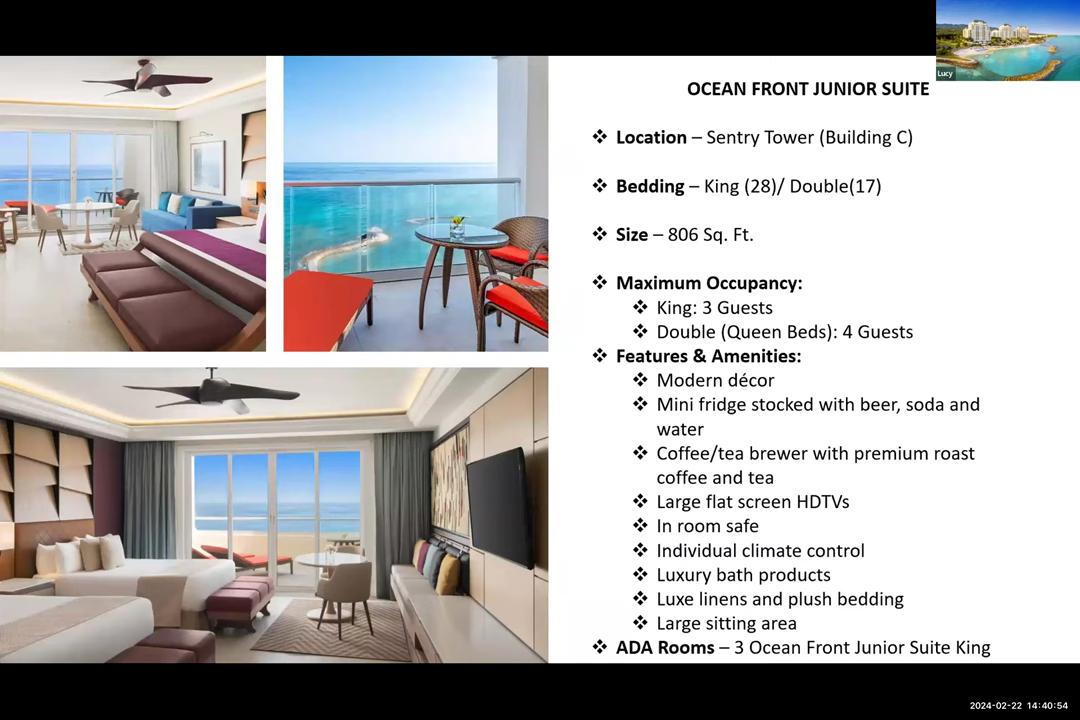 Lucy
OCEAN FRONT JUNIOR SUITE
❖ Location – Sentry Tower (Building C)
❖ Bedding – King (28)/ Double(17)
❖ Size – 806 Sq. Ft.
❖ Maximum Occupancy:
❖ King: 3 Guests
❖ Double (Queen Beds): 4 Guests
❖ Features & Amenities:
❖ Modern décor
❖ Mini fridge stocked with beer, soda and
water
❖ Coffee/tea brewer with premium roast
coffee and tea
❖ Large flat screen HDTVs
❖ In room safe
❖ Individual climate control
❖ Luxury bath products
❖ Luxe linens and plush bedding
❖ Large sitting area
❖ ADA Rooms – 3 Ocean Front Junior Suite King
2024-02-22 14:40:54